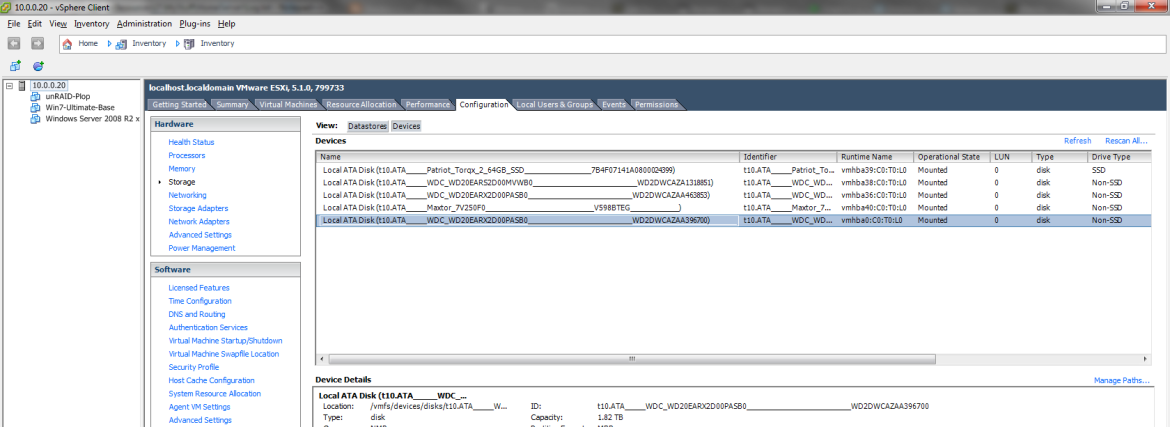 10.0.0.20 - vSphere Client
File Edit View Inventory Administration Plug-ins Help
Home Inventory Inventory
10.0.0.20
unRAID-Plop
Win7-Ultimate-Base
Windows Server 2008 R2 x
localhost.localdomain VMware ESXi, 5.1.0, 799733
Getting Started Summary Virtual Machines Resource Allocation Performance Configuration Local Users & Groups Events Permissions
Hardware
Health Status
Processors
Memory
Storage
Networking
Storage Adapters
Network Adapters
Advanced Settings
Power Management
Software
Licensed Features
Time Configuration
DNS and Routing
Authentication Services
Virtual Machine Startup/Shutdown
Virtual Machine Swapfile Location
Security Profile
Host Cache Configuration
System Resource Allocation
Agent VM Settings
Advanced Settings
View: Datastores Devices
Devices Refresh Rescan All...
Name Identifier Runtime Name Operational State LUN Type Drive Type
Local ATA Disk (t10.ATA_____Patriot_Torqx_2_64GB_SSD_________________7B4F07141A0800024399) t10.ATA_____Patriot_To... vmhba39:C0:T0:L0 Mounted 0 disk SSD
Local ATA Disk (t10.ATA_____WDC_WD20EARS2D00MVWB0_________________________WD2DWCAZA1318851) t10.ATA_____WDC_WD... vmhba38:C0:T0:L0 Mounted 0 disk Non-SSD
Local ATA Disk (t10.ATA_____WDC_WD20EARX2D00PASB0_________________________WD2DWCAZAA463853) t10.ATA_____WDC_WD... vmhba36:C0:T0:L0 Mounted 0 disk Non-SSD
Local ATA Disk (t10.ATA_____Maxtor_7V250F0____________________________V598BTEG____________) t10.ATA_____Maxtor_7... vmhba40:C0:T0:L0 Mounted 0 disk Non-SSD
Local ATA Disk (t10.ATA_____WDC_WD20EARX2D00PASB0_________________________WD2DWCAZAA396700) t10.ATA_____WDC_WD... vmhba0:C0:T0:L0 Mounted 0 disk Non-SSD
Device Details Manage Paths...
Local ATA Disk (t10.ATA_____WDC_...
Location: /vmfs/devices/disks/t10.ATA_____W... ID: t10.ATA_____WDC_WD20EARX2D00PASB0_________________________WD2DWCAZAA396700
Type: disk Capacity: 1.82 TB